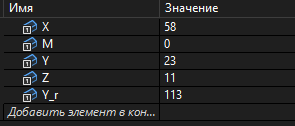 Имя Значение
X 58
M 0
Y 23
Z 11
Y_r 113
Добавить элемент в кон...